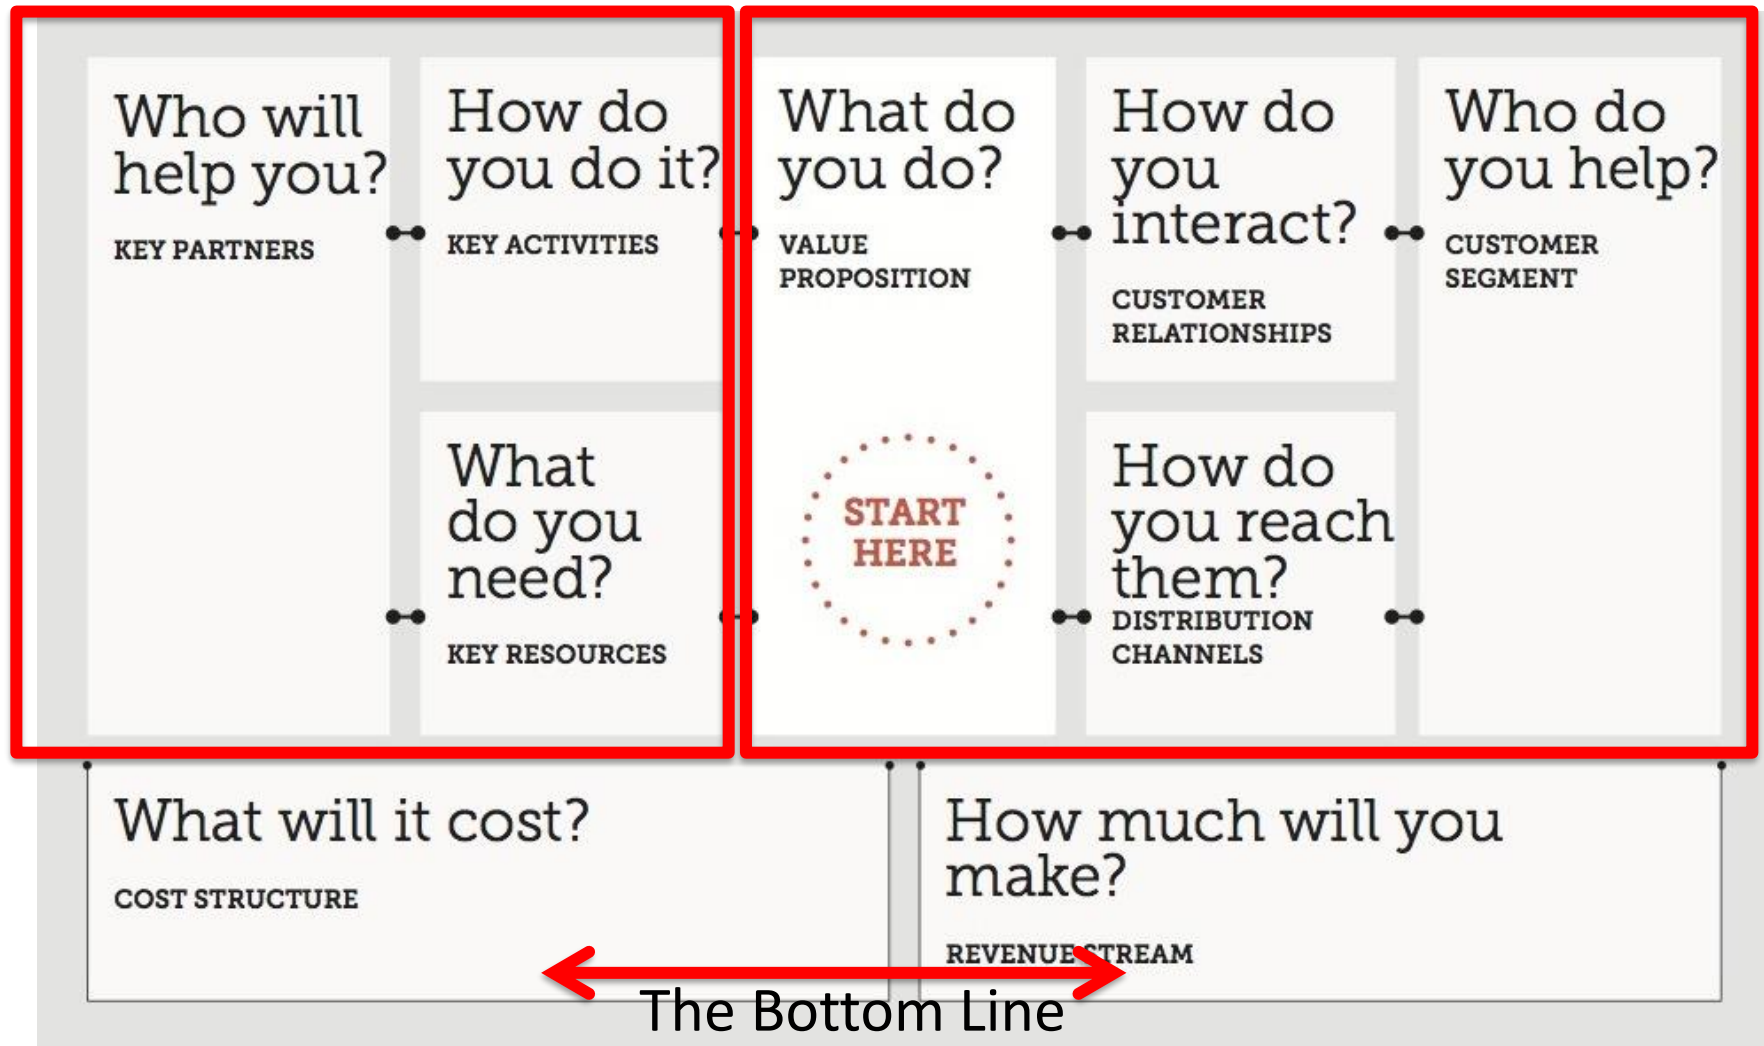 Who will
help you?
KEY PARTNERS
How do
you do it?
KEY ACTIVITIES
What
do you
need?
KEY RESOURCES
What do
you do?
VALUE
PROPOSITION
START
HERE
How do
you
interact?
CUSTOMER
RELATIONSHIPS
How do
you reach
them?
DISTRIBUTION
CHANNELS
Who do
you help?
CUSTOMER
SEGMENT
What will it cost?
COST STRUCTURE
How much will you
make?
REVENUE STREAM
The Bottom Line